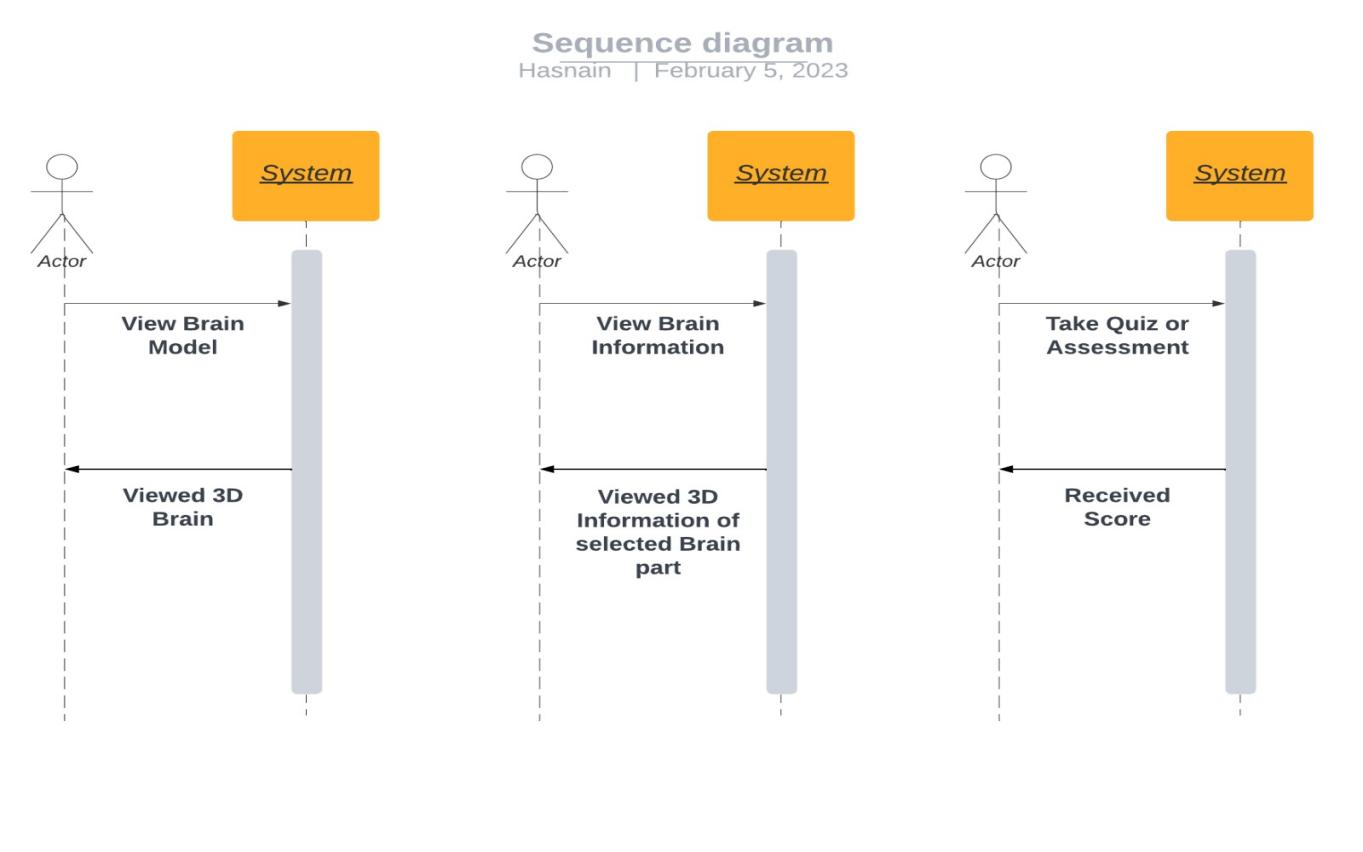 Sequence diagram
Hasnain | February 5, 2023
System
Actor
View Brain
Model
Viewed 3D
Brain
System
Actor
View Brain
Information
Viewed 3D
Information of
selected Brain
part
System
Actor
Take Quiz or
Assessment
Received
Score